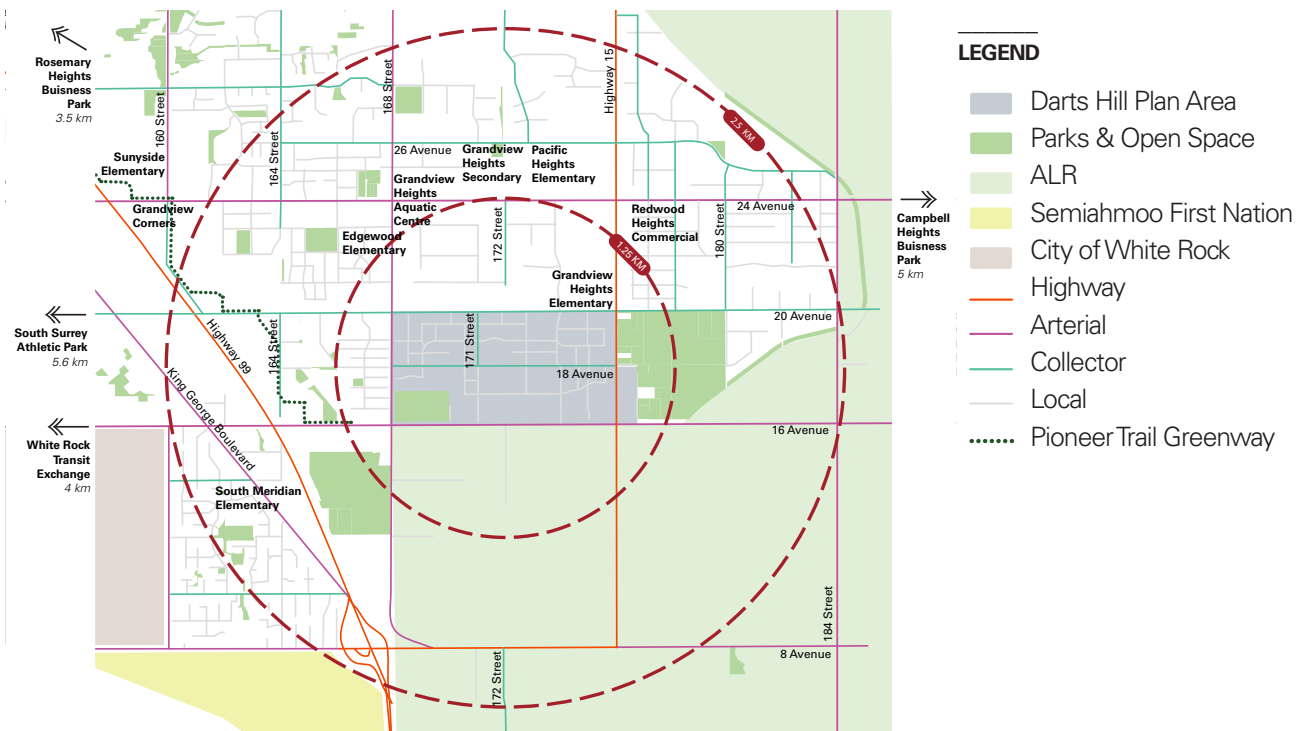 Rosemary
Heights
Buisness
Park
3.5 km
Sunyside
Elementary
160 Street
164 Street
168 Street
Highway 15
2.5 KM
26 Avenue
Grandview
Heights
Secondary
Pacific
Heights
Elementary
Grandview
Heights
Aquatic
Centre
Grandview
Corners
Edgewood
Elementary
172 Street
Redwood
Heights
Commercial
180 Street
24 Avenue
Campbell
Heights
Buisness
Park
5 km
1.25 KM
Grandview
Heights
Elementary
South Surrey
Athletic Park
5.6 km
Highway 99
164 Street
171 Street
20 Avenue
18 Avenue
King George Boulevard
White Rock
Transit
Exchange
4 km
16 Avenue
South Meridian
Elementary
184 Street
8 Avenue
172 Street
LEGEND
Darts Hill Plan Area
Parks & Open Space
ALR
Semiahmoo First Nation
City of White Rock
Highway
Arterial
Collector
Local
Pioneer Trail Greenway